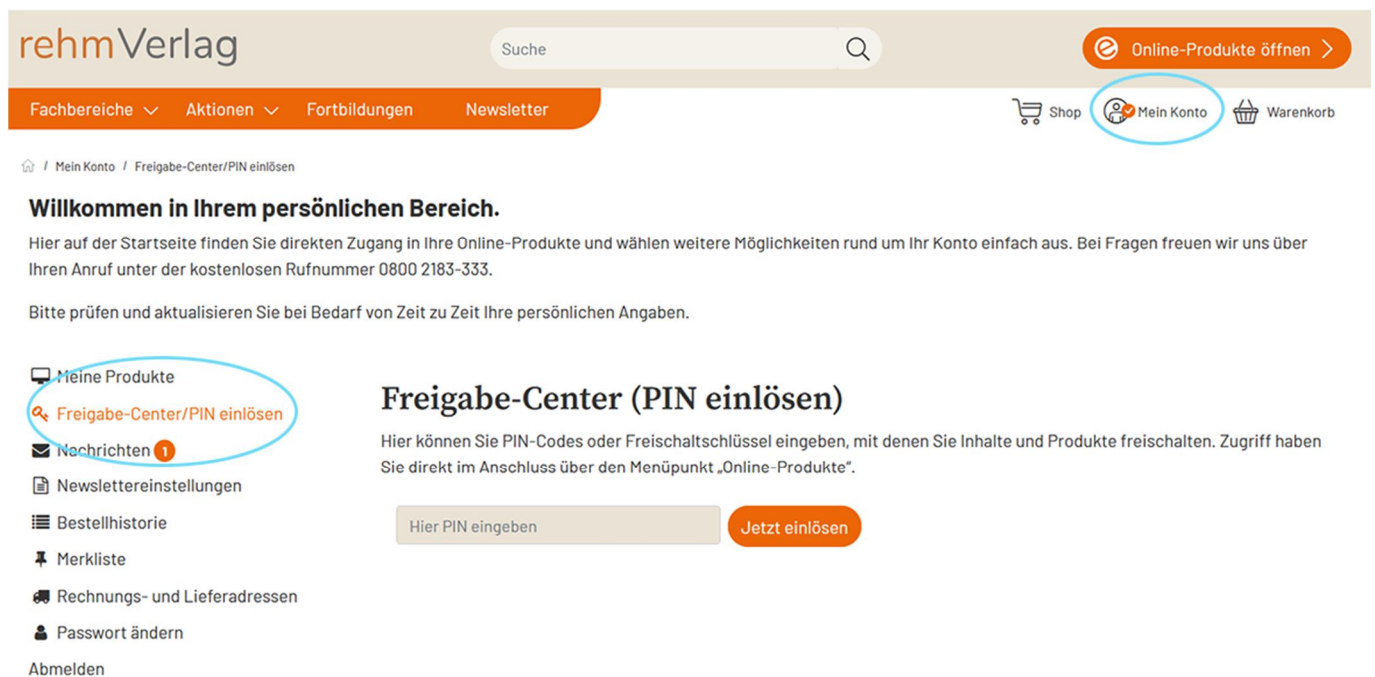 rehmVerlag
Suche
Online-Produkte öffnen
Fachbereiche Aktionen Fortbildungen Newsletter
Shop Mein Konto Warenkorb
/ Mein Konto / Freigabe-Center/PIN einlösen
Willkommen in Ihrem persönlichen Bereich.
Hier auf der Startseite finden Sie direkten Zugang in Ihre Online-Produkte und wählen weitere Möglichkeiten rund um Ihr Konto einfach aus. Bei Fragen freuen wir uns über
Ihren Anruf unter der kostenlosen Rufnummer 0800 2183-333.
Bitte prüfen und aktualisieren Sie bei Bedarf von Zeit zu Zeit Ihre persönlichen Angaben.
Meine Produkte
Freigabe-Center/PIN einlösen
Nachrichten 1
Newslettereinstellungen
Bestellhistorie
Merkliste
Rechnungs- und Lieferadressen
Passwort ändern
Abmelden
Freigabe-Center (PIN einlösen)
Hier können Sie PIN-Codes oder Freischaltschlüssel eingeben, mit denen Sie Inhalte und Produkte freischalten. Zugriff haben
Sie direkt im Anschluss über den Menüpunkt „Online-Produkte".
Hier PIN eingeben
Jetzt einlösen